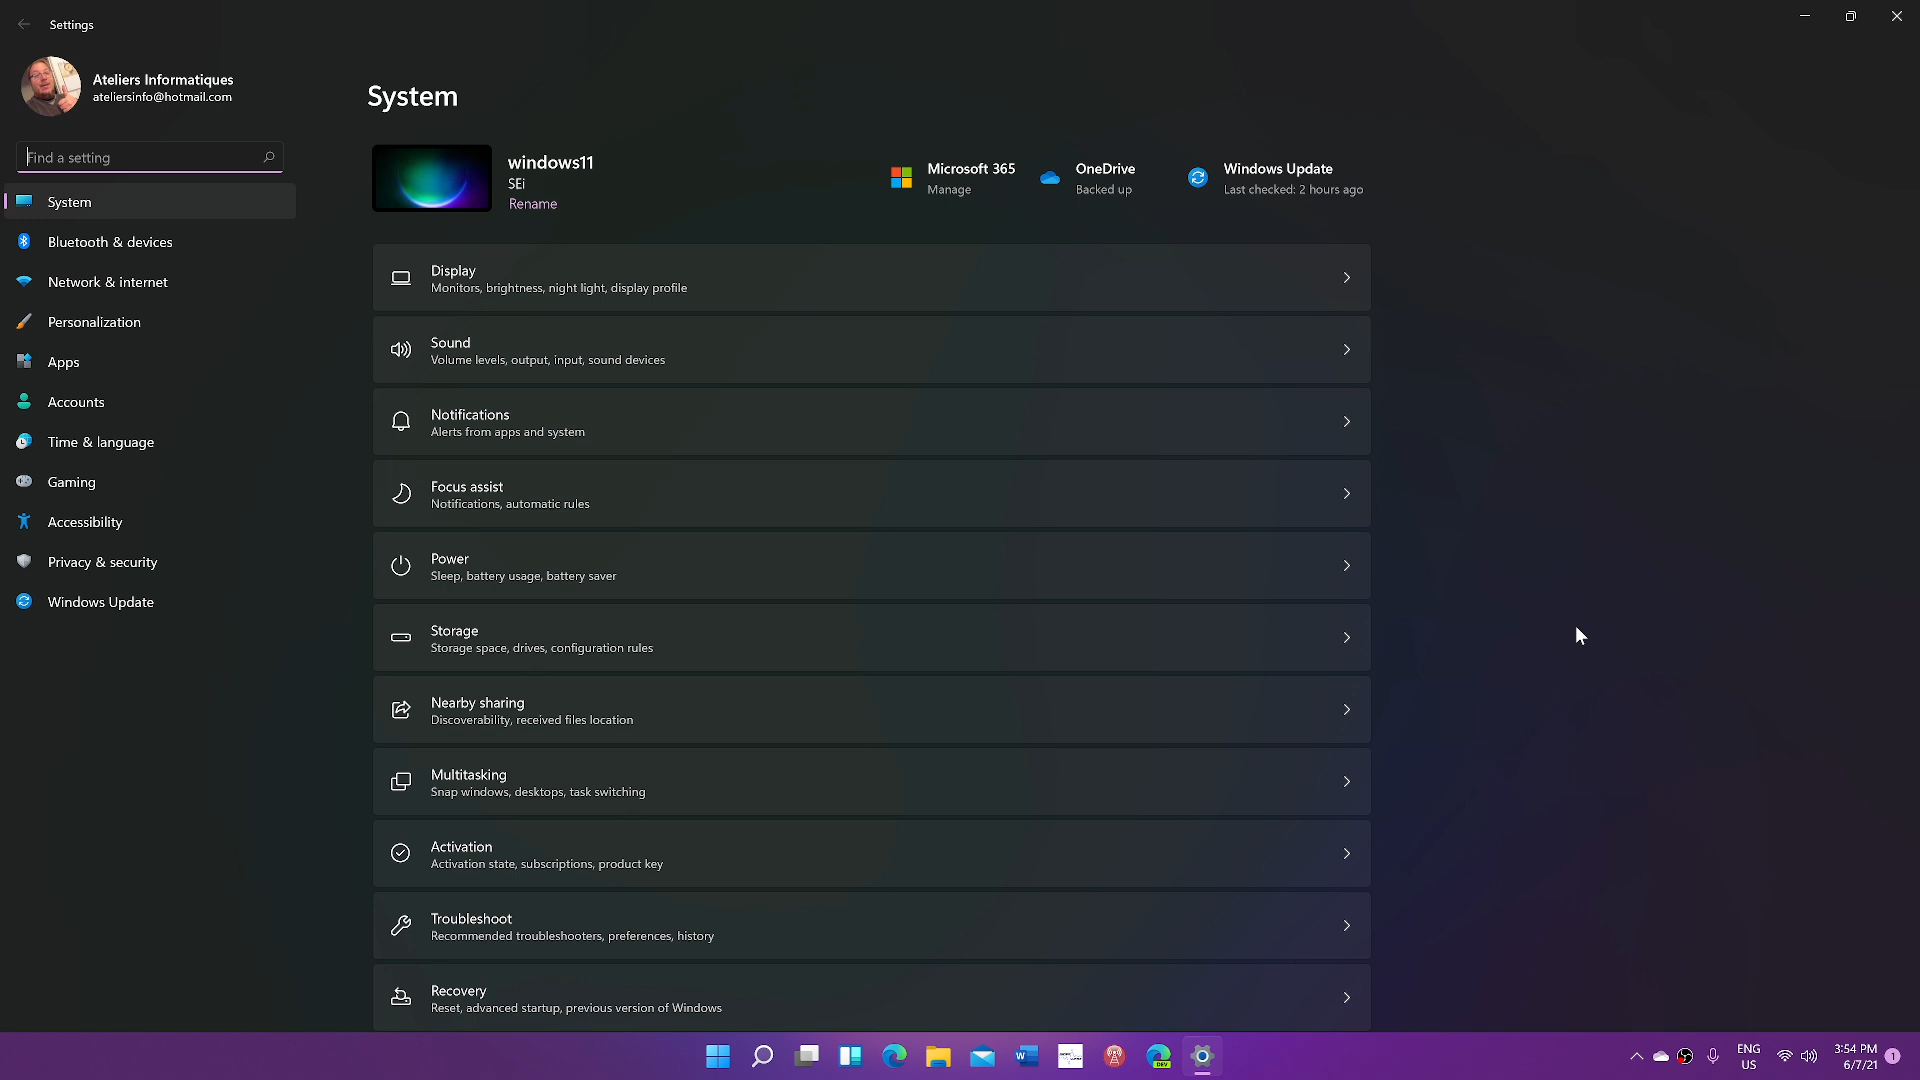 Settings
Ateliers Informatiques
ateliersinfo@hotmail.com
Find a setting
System
Bluetooth & devices
Network & internet
Personalization
Apps
Accounts
Time & language
Gaming
Accessibility
Privacy & security
Windows Update
System
windows11
SEi
Rename
Microsoft 365
Manage
OneDrive
Backed up
Windows Update
Last checked: 2 hours ago
Display
Monitors, brightness, night light, display profile
Sound
Volume levels, output, input, sound devices
Notifications
Alerts from apps and system
Focus assist
Notifications, automatic rules
Power
Sleep, battery usage, battery saver
Storage
Storage space, drives, configuration rules
Nearby sharing
Discoverability, received files location
Multitasking
Snap windows, desktops, task switching
Activation
Activation state, subscriptions, product key
Troubleshoot
Recommended troubleshooters, preferences, history
Recovery
Reset, advanced startup, previous version of Windows
W
DEV
ENG
US
3:54 PM
6/7/21
1